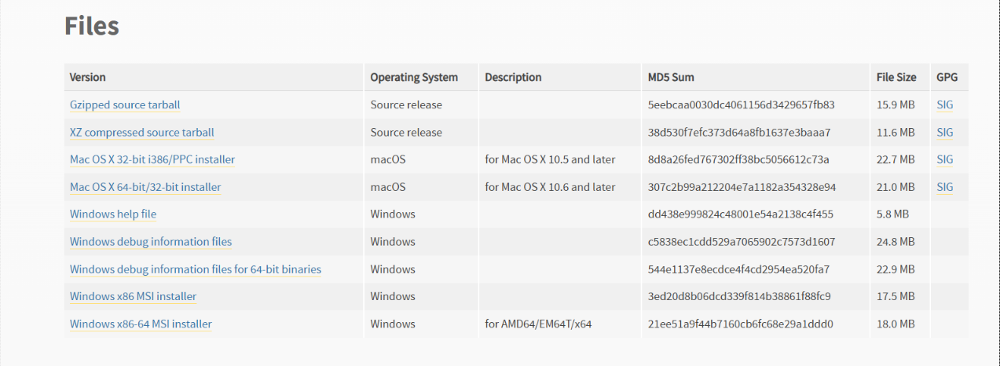 Files
Version Operating System Description MD5 Sum File Size GPG
Gzipped source tarball Source release 5eebcaa0030dc4061156d3429657fb83 15.9 MB SIG
XZ compressed source tarball Source release 38d530f7efc373d64a8fb1637e3baaa7 11.6 MB SIG
Mac OS X 32-bit i386/PPC installer macOS for Mac OS X 10.5 and later 8d8a26fed767302ff38bc5056612c73a 22.7 MB SIG
Mac OS X 64-bit/32-bit installer macOS for Mac OS X 10.6 and later 307c2b99a212204e7a1182a354328e94 21.0 MB SIG
Windows help file Windows dd438e999824c48001e54a2138c4f455 5.8 MB
Windows debug information files Windows c5838ec1cdd529a7065902c7573d1607 24.8 MB
Windows debug information files for 64-bit binaries Windows 544e1137e8ecdce4f4cd2954ea520fa7 22.9 MB
Windows x86 MSI installer Windows 3ed20d8b06dcd339f814b38861f88fc9 17.5 MB
Windows x86-64 MSI installer Windows for AMD64/EM64T/x64 21ee51a9f44b7160cb6fc68e29a1ddd0 18.0 MB